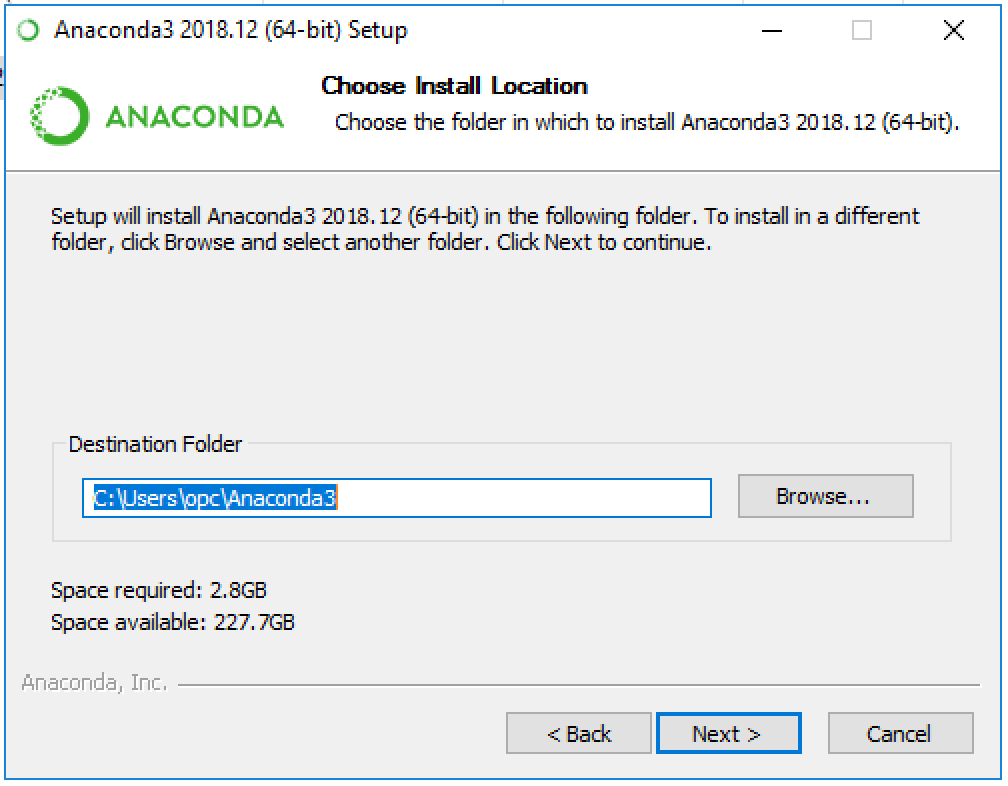 Anaconda3 2018.12 (64-bit) Setup
ANACONDA
Choose Install Location
Choose the folder in which to install Anaconda3 2018.12 (64-bit).
Setup will install Anaconda3 2018.12 (64-bit) in the following folder. To install in a different
folder, click Browse and select another folder. Click Next to continue.
Destination Folder
C:\Users\opc\Anaconda3
Browse...
Space required: 2.8GB
Space available: 227.7GB
Anaconda, Inc.
< Back
Next >
Cancel